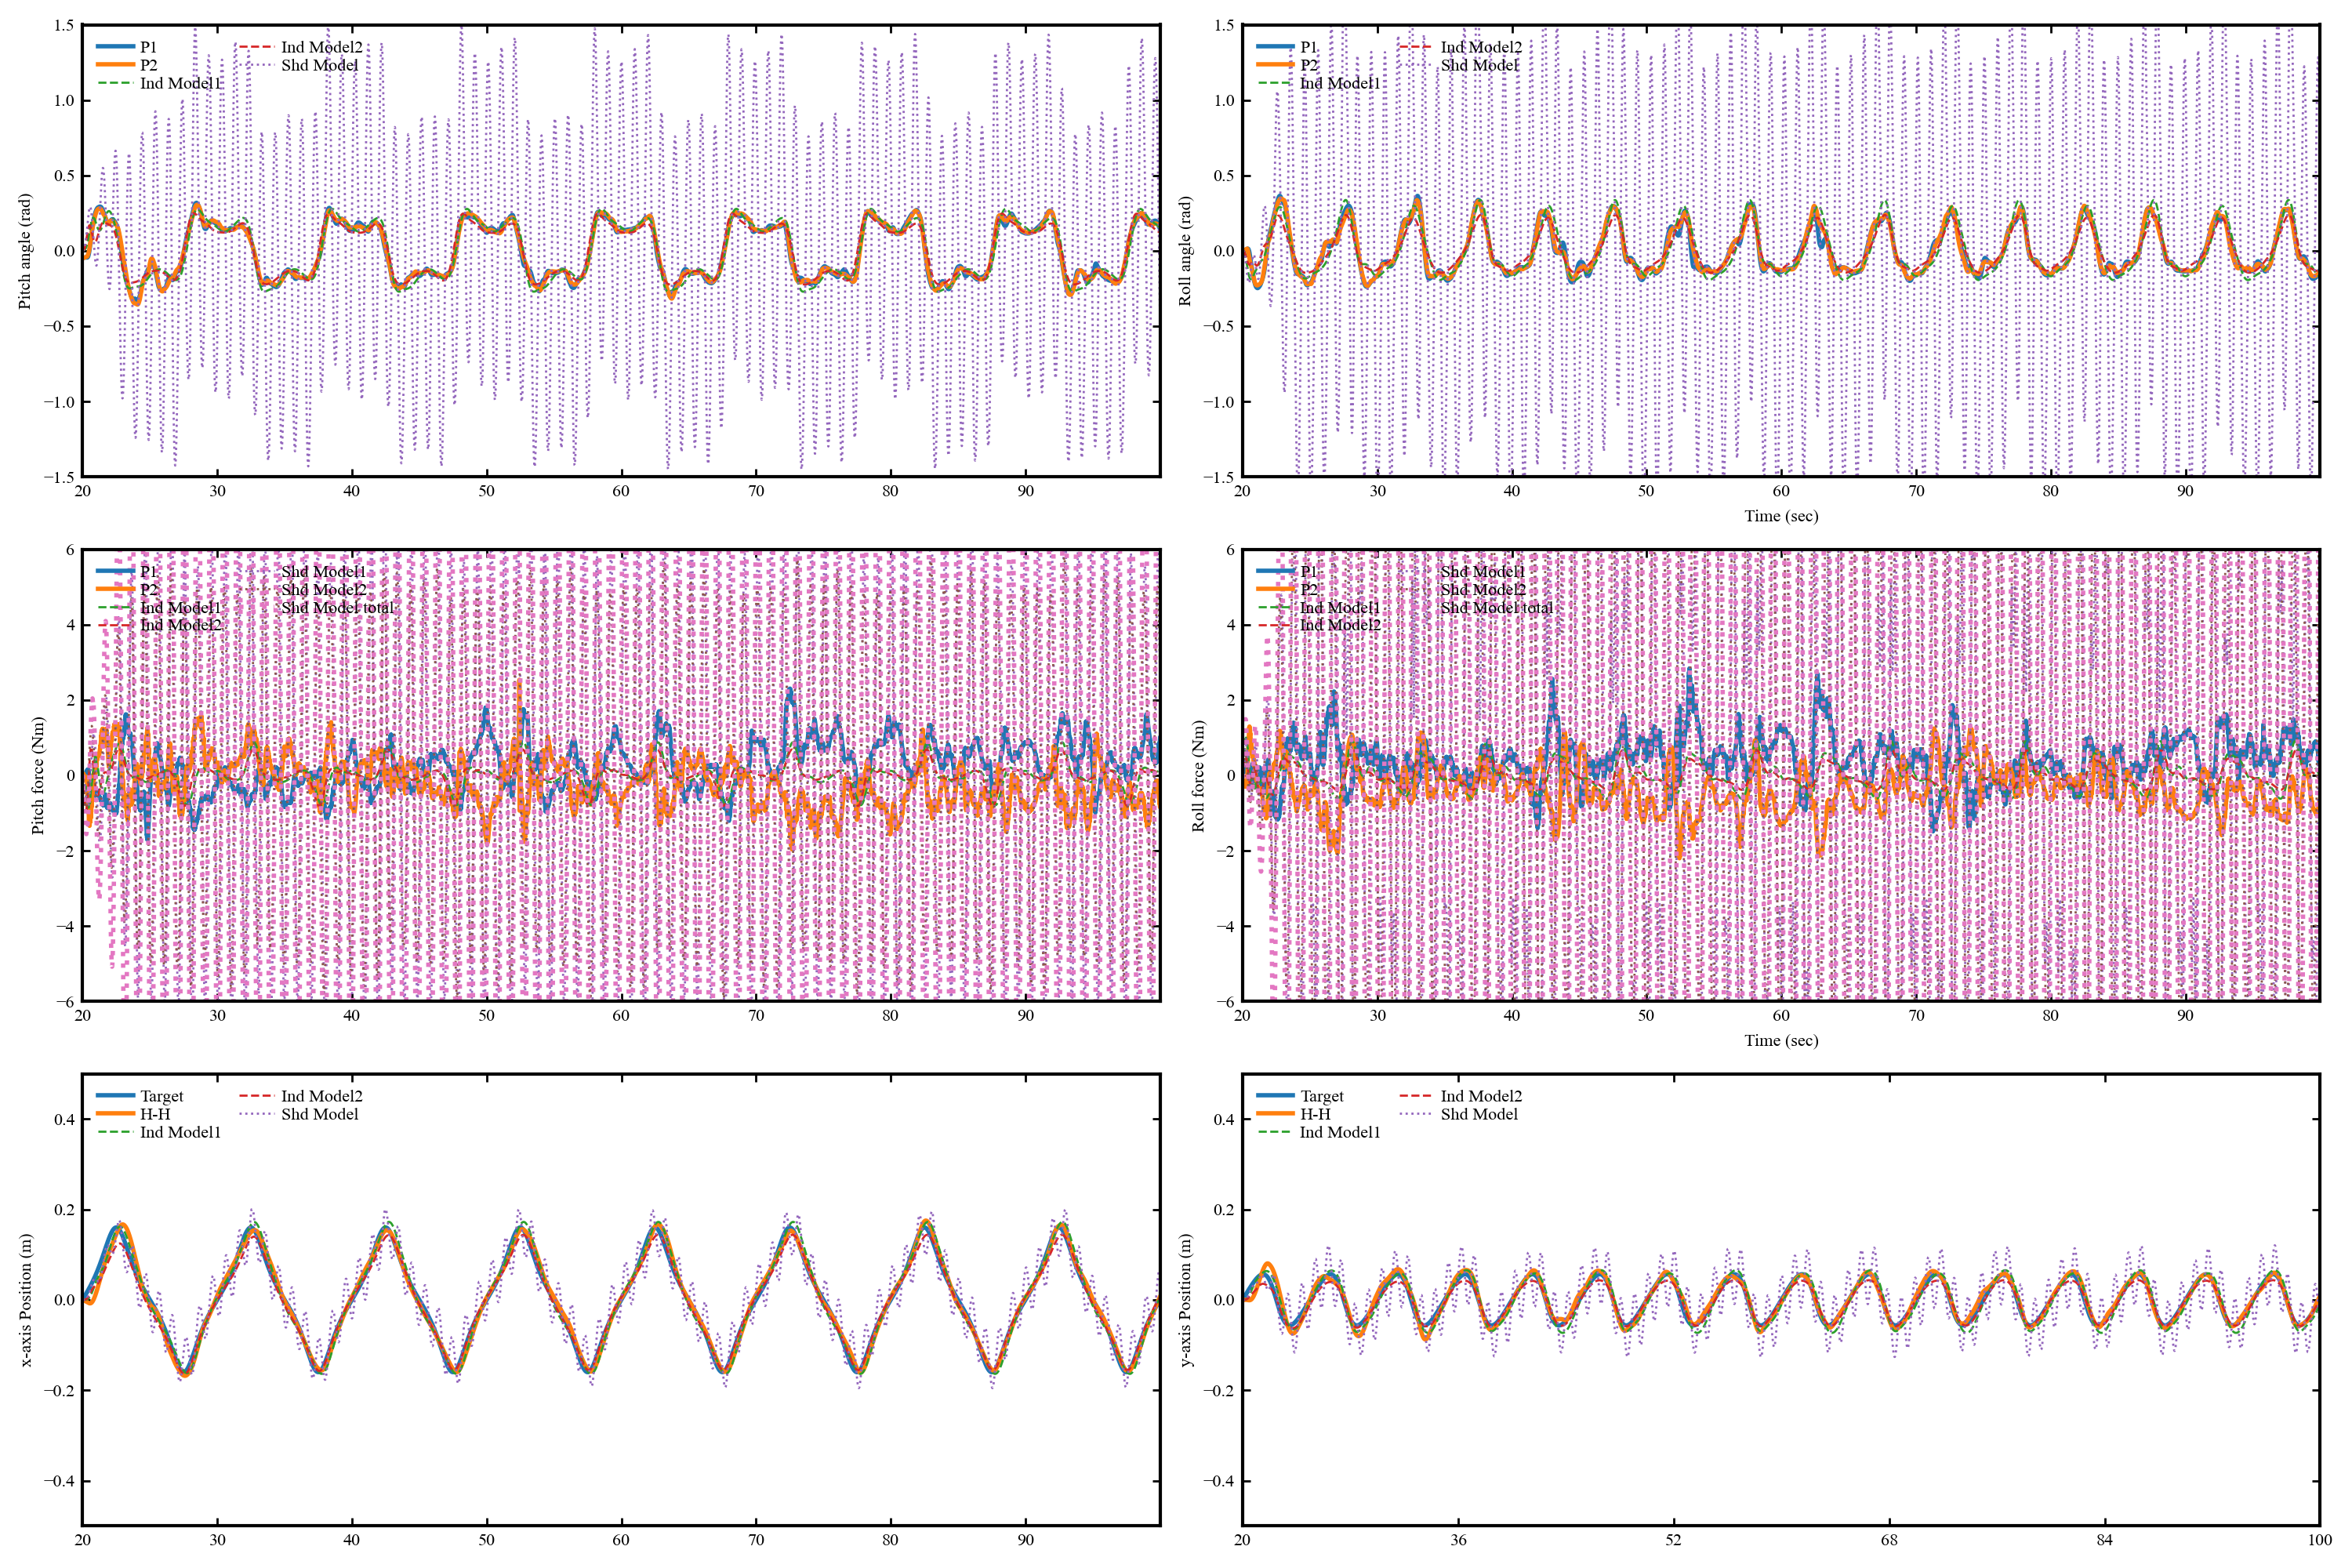 1.5
1.0
0.5
0.0
−0.5
−1.0
−1.5
Pitch angle (rad)
P1
P2
Ind Model1
Ind Model2
Shd Model
20 30 40 50 60 70 80 90
1.5
1.0
0.5
0.0
−0.5
−1.0
−1.5
Roll angle (rad)
P1
P2
Ind Model1
Ind Model2
Shd Model
20 30 40 50 60 70 80 90
Time (sec)
6
4
2
0
−2
−4
−6
Pitch force (Nm)
P1
P2
Ind Model1
Ind Model2
Shd Model1
Shd Model2
Shd Model total
20 30 40 50 60 70 80 90
6
4
2
0
−2
−4
−6
Roll force (Nm)
P1
P2
Ind Model1
Ind Model2
Shd Model1
Shd Model2
Shd Model total
20 30 40 50 60 70 80 90
Time (sec)
0.4
0.2
0.0
−0.2
−0.4
x-axis Position (m)
Target
H-H
Ind Model1
Ind Model2
Shd Model
20 30 40 50 60 70 80 90
0.4
0.2
0.0
−0.2
−0.4
y-axis Position (m)
Target
H-H
Ind Model1
Ind Model2
Shd Model
20 36 52 68 84 100